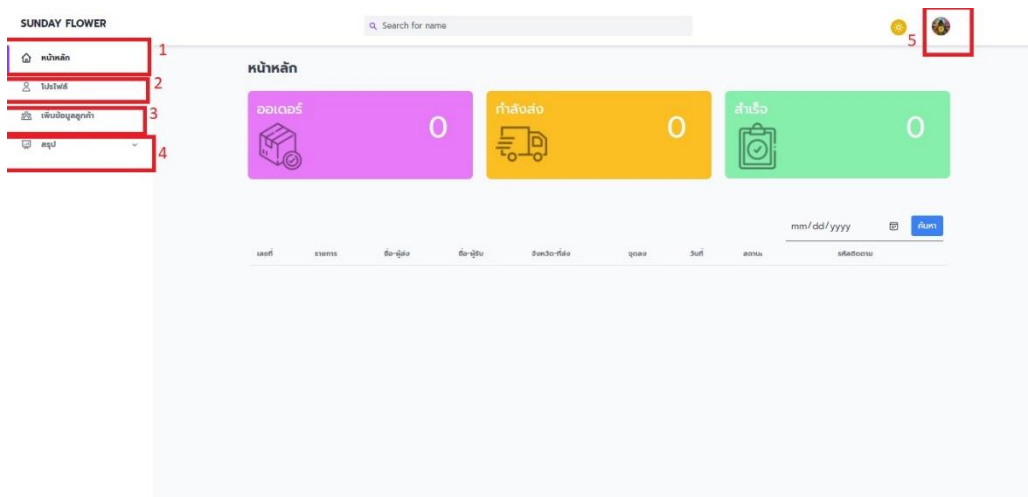 SUNDAY FLOWER
Search for name
5
หน้าหลัก 1
โปรไฟล์ 2
เพิ่มข้อมูลลูกค้า 3
สรุป 4
หน้าหลัก
ออเดอร์ 0
กำลังส่ง 0
สำเร็จ 0
mm/dd/yyyy ค้นหา
เลขที่ รายการ ชื่อ-ผู้ส่ง ชื่อ-ผู้รับ จังหวัด-ที่ส่ง จุดลง วันที่ สถานะ รหัสติดตาม